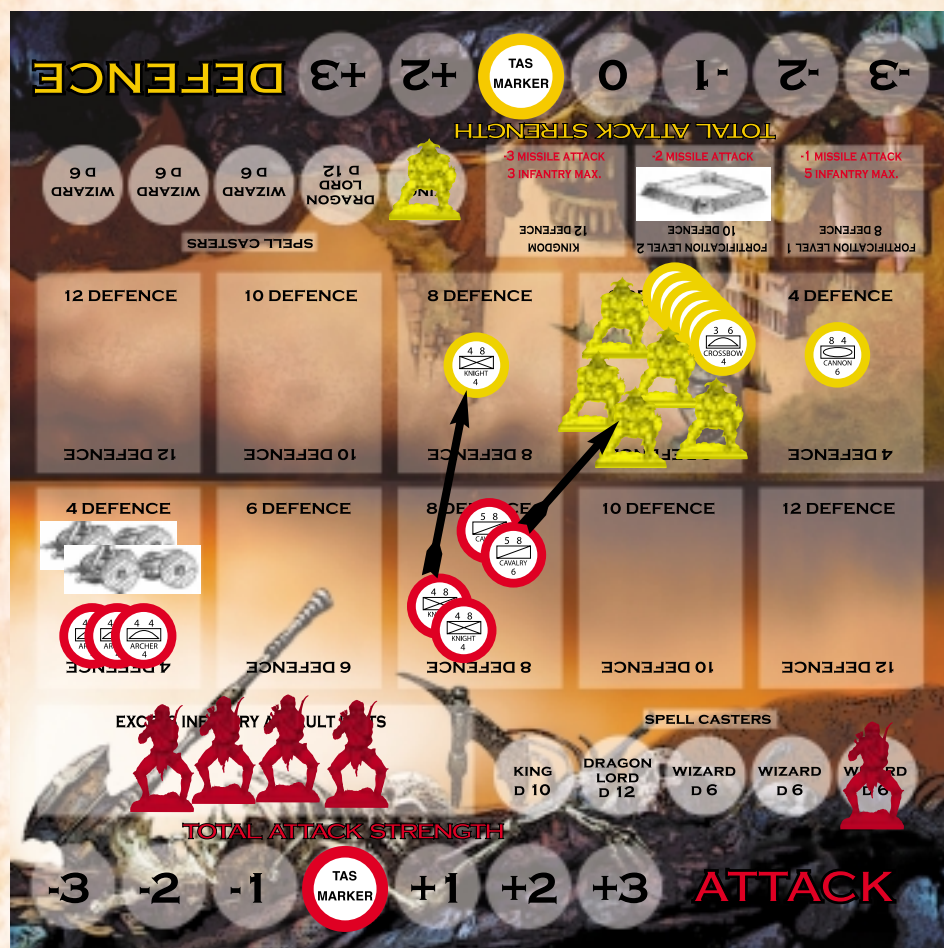 DEFENCE
+3
+2
TAS
MARKER
0
-1
-2
-3
TOTAL ATTACK STRENGTH
WIZARD
D 6
WIZARD
D 6
WIZARD
D 6
DRAGON
LORD
D 12
SPELL CASTERS
-3 MISSILE ATTACK
3 INFANTRY MAX.
12 DEFENCE
KINGDOM
-2 MISSILE ATTACK
10 DEFENCE
FORTIFICATION LEVEL 2
-1 MISSILE ATTACK
5 INFANTRY MAX.
8 DEFENCE
FORTIFICATION LEVEL 1
12 DEFENCE
10 DEFENCE
8 DEFENCE
4 DEFENCE
4 8
KNIGHT
4
3 6
CROSSBOW
4
8 4
CANNON
6
12 DEFENCE
10 DEFENCE
8 DEFENCE
4 DEFENCE
4 DEFENCE
6 DEFENCE
10 DEFENCE
12 DEFENCE
5 8
5 8
CAVALRY
6
4 8
4 8
KNIGHT
4
4 4
ARCHER
4
4 DEFENCE
6 DEFENCE
8 DEFENCE
10 DEFENCE
12 DEFENCE
SPELL CASTERS
KING
D 10
DRAGON
LORD
D 12
WIZARD
D 6
WIZARD
D 6
TOTAL ATTACK STRENGTH
-3
-2
-1
TAS
MARKER
+1
+2
+3
ATTACK